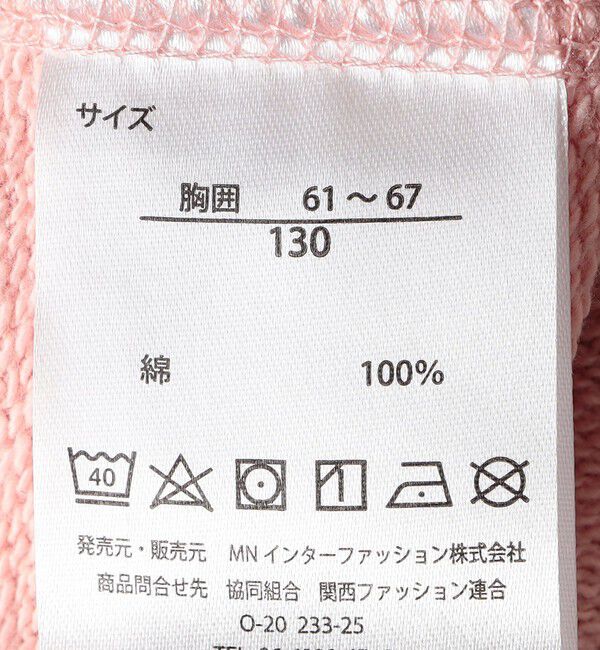 サイズ
胸囲 61～67
130
綿 100%
40
発売元・販売元 MNインターファッション株式会社
商品問合せ先 協同組合 関西ファッション連合
O-20 233-25